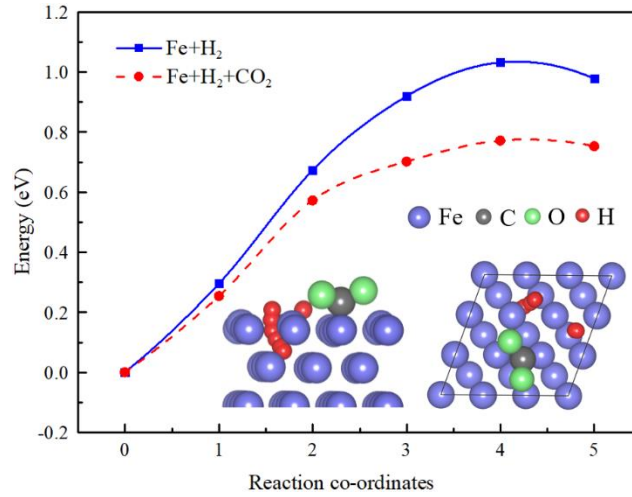 1.2
1.0
0.8
0.6
0.4
0.2
0.0
-0.2
Energy (eV)
Fe+H₂
Fe+H₂+CO₂
Fe C O H
0 1 2 3 4 5
Reaction co-ordinates